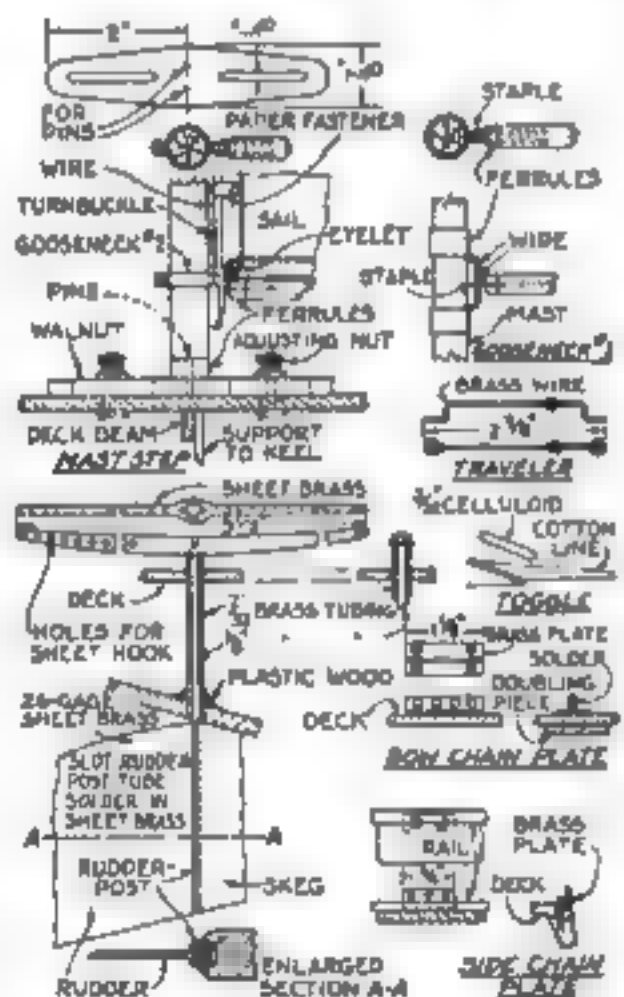 2"
FOR
PINS
PAPER FASTENER
WIRE
TURNBUCKLE
SAIL
GOOSENECK #2
EYELET
PINS
FERRULES
WALNUT
ADJUSTING NUT
DECK BEAM
SUPPORT
TO KEEL
MAST STEP
STAPLE
FERRULES
WIRE
STAPLE
MAST
GOOSENECK #1
BRASS WIRE
TRAVELER
CELLULOID
COTTON
LINE
TOGGLE
SHEET BRASS
DECK
HOLES FOR
SHEET HOOK
BRASS TUBING
PLASTIC WOOD
SHEET BRASS
SLOT RUDDER
POST TUBE
SOLDER IN
SHEET BRASS
A A
RUDDER-
POST
SKEG
RUDDER
ENLARGED
SECTION A-A
BRASS PLATE
SOLDER
DOUBLING
PIECE
DECK
BOW CHAIN PLATE
RAIL
BRASS
PLATE
DECK
SIDE CHAIN
PLATE